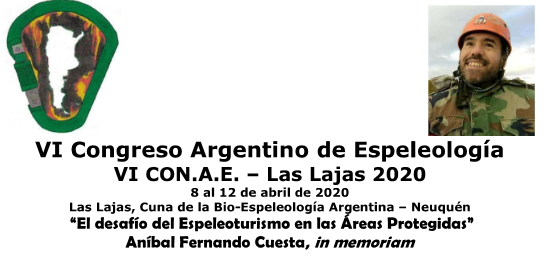 VI Congreso Argentino de Espeleología
VI CON.A.E. – Las Lajas 2020
8 al 12 de abril de 2020
Las Lajas, Cuna de la Bio-Espeleología Argentina – Neuquén
“El desafío del Espeleoturismo en las Áreas Protegidas”
Aníbal Fernando Cuesta, in memoriam